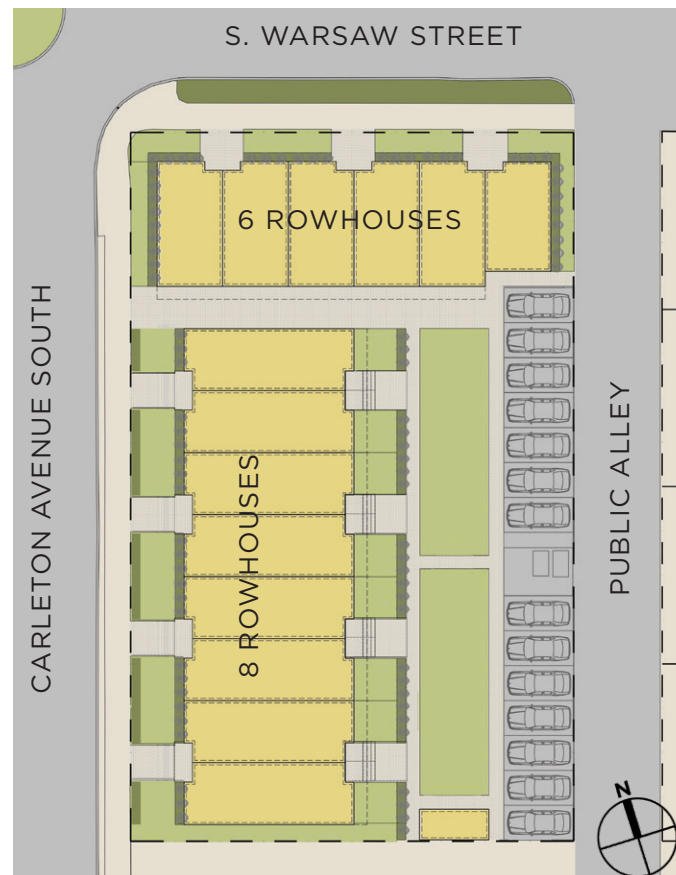 S. WARSAW STREET
6 ROWHOUSES
CARLETON AVENUE SOUTH
8 ROWHOUSES
PUBLIC ALLEY
N